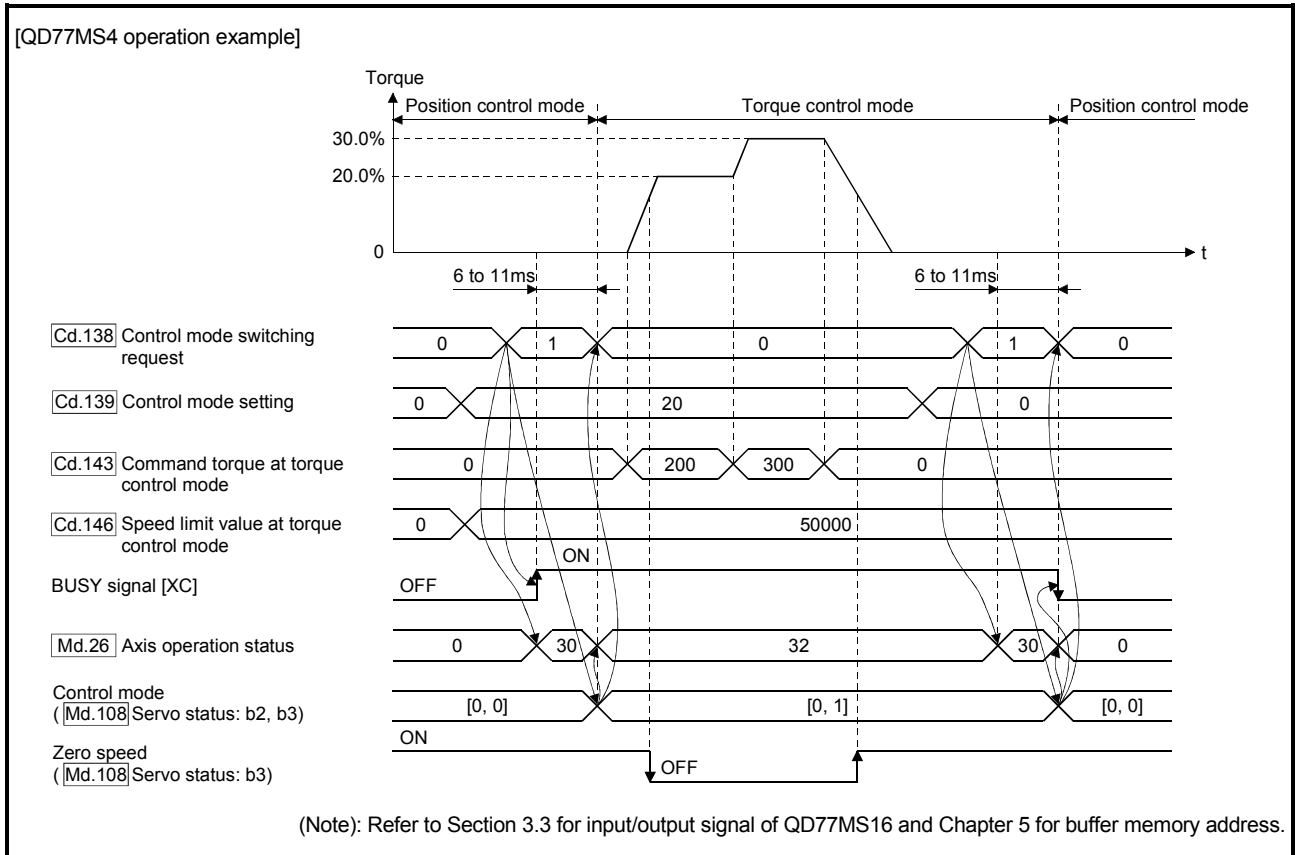 [QD77MS4 operation example]
Torque
Position control mode Torque control mode Position control mode
30.0%
20.0%
0 t
6 to 11ms 6 to 11ms
Cd.138 Control mode switching
request
0 1 0 1 0
Cd.139 Control mode setting
0 20 0
Cd.143 Command torque at torque
control mode
0 200 300 0
Cd.146 Speed limit value at torque
control mode
0 50000
ON
BUSY signal [XC]
OFF
Md.26 Axis operation status
0 30 32 30 0
Control mode
( Md.108 Servo status: b2, b3)
[0, 0] [0, 1] [0, 0]
ON
Zero speed
( Md.108 Servo status: b3)
OFF
(Note): Refer to Section 3.3 for input/output signal of QD77MS16 and Chapter 5 for buffer memory address.